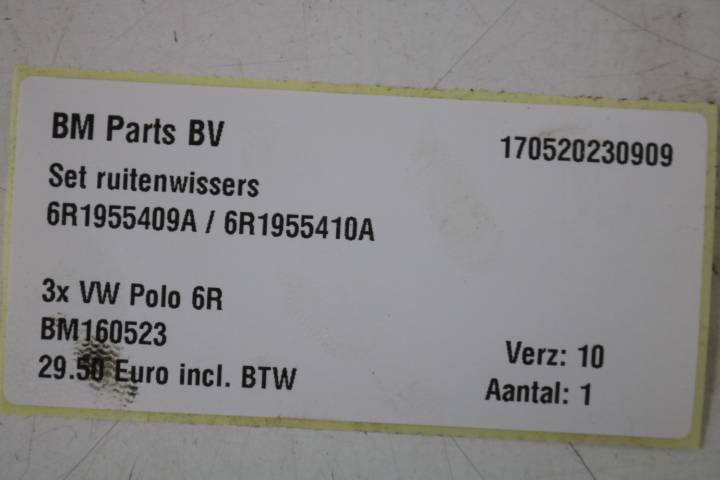 BM Parts BV
170520230909
Set ruitenwissers
6R1955409A / 6R1955410A
3x VW Polo 6R
BM160523
29.50 Euro incl. BTW
Verz: 10
Aantal: 1